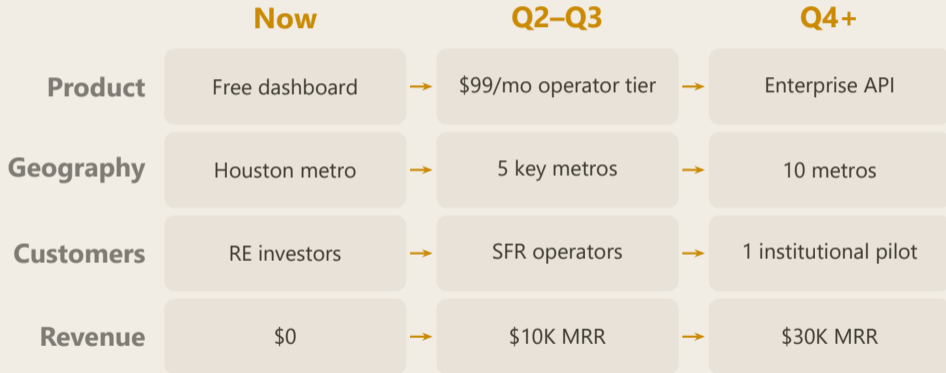 Now Q2–Q3 Q4+
Product Free dashboard → $99/mo operator tier → Enterprise API
Geography Houston metro → 5 key metros → 10 metros
Customers RE investors → SFR operators → 1 institutional pilot
Revenue $0 → $10K MRR → $30K MRR